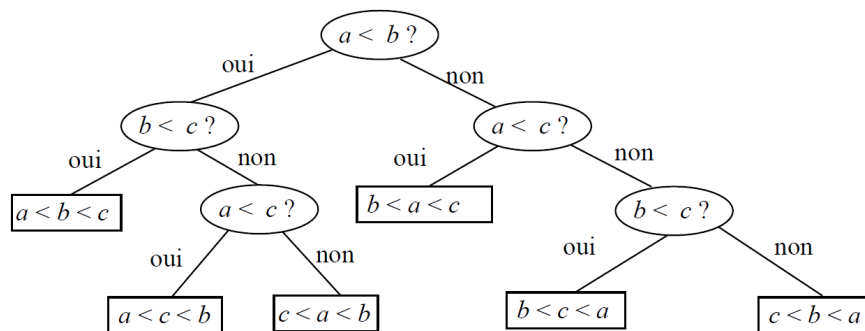 a < b ?
oui
non
b < c ?
a < c ?
oui
non
oui
non
a < b < c
a < c ?
b < a < c
b < c ?
oui
non
oui
non
a < c < b
c < a < b
b < c < a
c < b < a